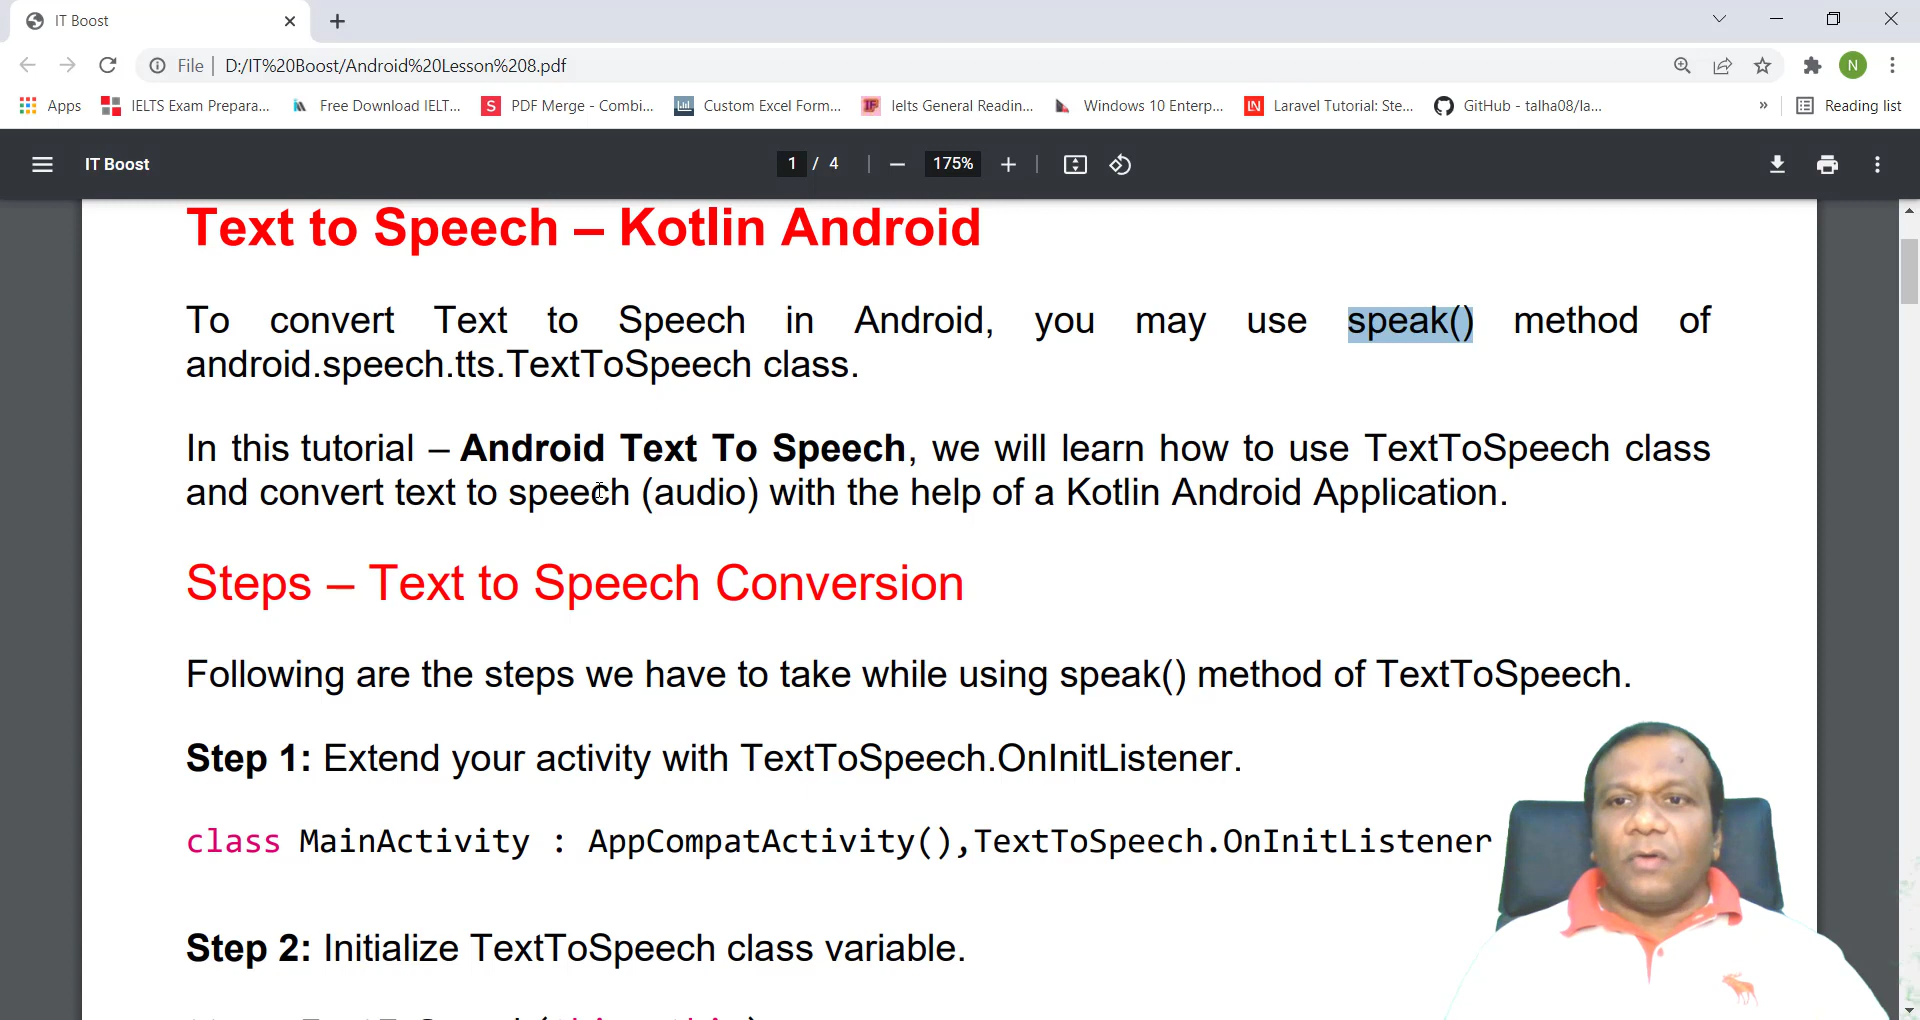 IT Boost
File | D:/IT%20Boost/Android%20Lesson%208.pdf
N
Apps IELTS Exam Prepara... Free Download IELT... PDF Merge - Combi... Custom Excel Form... Ielts General Readin... Windows 10 Enterp... Laravel Tutorial: Ste... GitHub - talha08/la... » Reading list
IT Boost 1 / 4 175%
Text to Speech – Kotlin Android
To convert Text to Speech in Android, you may use speak() method of
android.speech.tts.TextToSpeech class.
In this tutorial – Android Text To Speech, we will learn how to use TextToSpeech class
and convert text to speech (audio) with the help of a Kotlin Android Application.
Steps – Text to Speech Conversion
Following are the steps we have to take while using speak() method of TextToSpeech.
Step 1: Extend your activity with TextToSpeech.OnInitListener.
class MainActivity : AppCompatActivity(),TextToSpeech.OnInitListener
Step 2: Initialize TextToSpeech class variable.